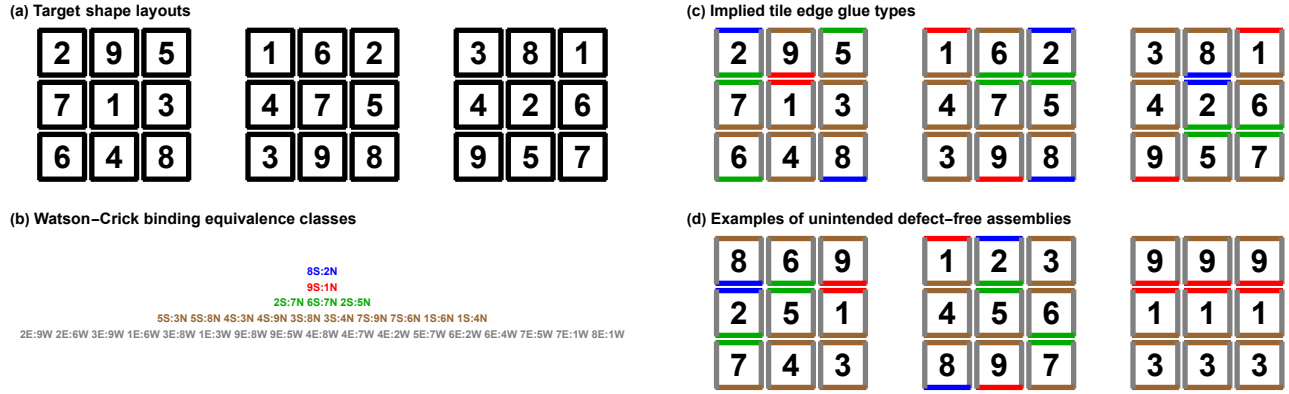 (a) Target shape layouts
2 9 5 1 6 2 3 8 1
7 1 3 4 7 5 4 2 6
6 4 8 3 9 8 9 5 7
(b) Watson−Crick binding equivalence classes
8S:2N
9S:1N
2S:7N 6S:7N 2S:5N
5S:3N 5S:8N 4S:3N 4S:9N 3S:8N 3S:4N 7S:9N 7S:6N 1S:6N 1S:4N
2E:9W 2E:6W 3E:9W 1E:6W 3E:8W 1E:3W 9E:8W 9E:5W 4E:8W 4E:7W 4E:2W 5E:7W 6E:2W 6E:4W 7E:5W 7E:1W 8E:1W
(c) Implied tile edge glue types
2 9 5 1 6 2 3 8 1
7 1 3 4 7 5 4 2 6
6 4 8 3 9 8 9 5 7
(d) Examples of unintended defect−free assemblies
8 6 9 1 2 3 9 9 9
2 5 1 4 5 6 1 1 1
7 4 3 8 9 7 3 3 3